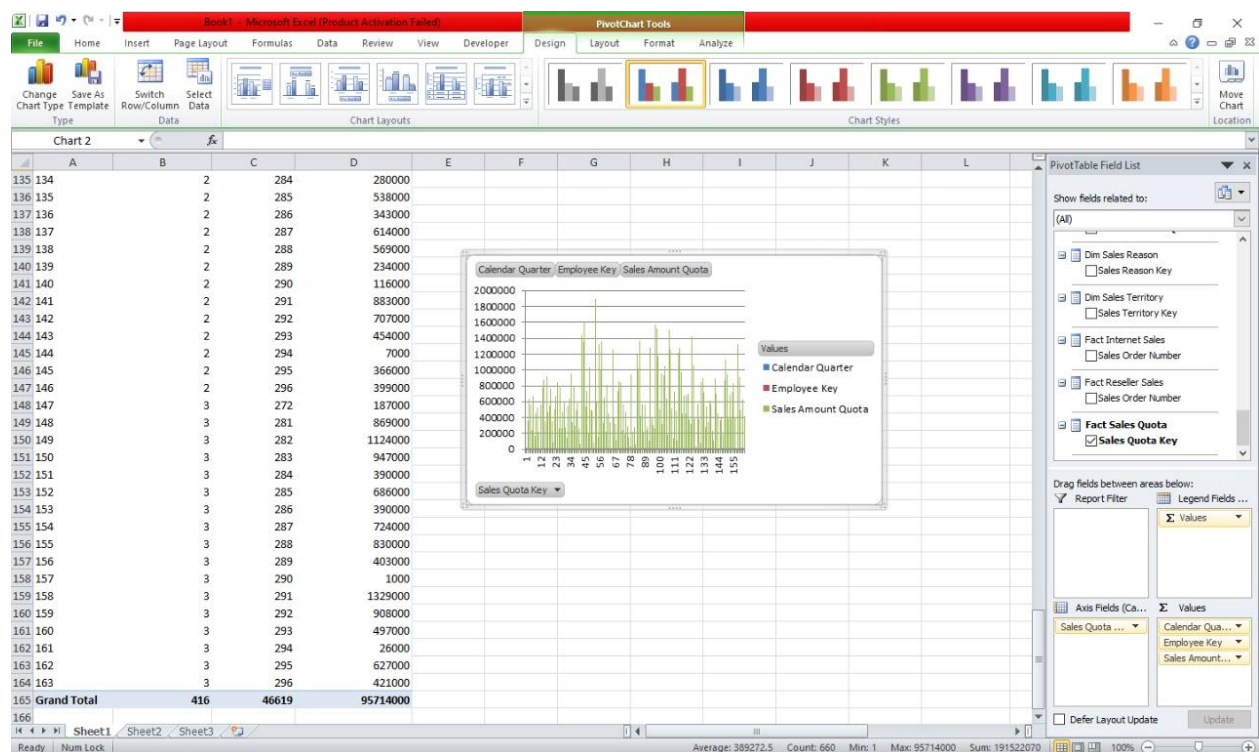 Book1 - Microsoft Excel (Product Activation Failed)
PivotChart Tools
File Home Insert Page Layout Formulas Data Review View Developer Design Layout Format Analyze
Change Chart Type
Save As Template
Switch Row/Column
Select Data
Move Chart
Type Data Chart Layouts Chart Styles Location
Chart 2 fx
A B C D E F G H I J K L
135 134 2 284 280000
136 135 2 285 538000
137 136 2 286 343000
138 137 2 287 614000
139 138 2 288 569000
140 139 2 289 234000
141 140 2 290 116000
142 141 2 291 883000
143 142 2 292 707000
144 143 2 293 454000
145 144 2 294 7000
146 145 2 295 366000
147 146 2 296 399000
148 147 3 272 187000
149 148 3 281 869000
150 149 3 282 1124000
151 150 3 283 947000
152 151 3 284 390000
153 152 3 285 686000
154 153 3 286 390000
155 154 3 287 724000
156 155 3 288 830000
157 156 3 289 403000
158 157 3 290 1000
159 158 3 291 1329000
160 159 3 292 908000
161 160 3 293 497000
162 161 3 294 26000
163 162 3 295 627000
164 163 3 296 421000
165 Grand Total 416 46619 95714000
166
Calendar Quarter Employee Key Sales Amount Quota
2000000
1800000
1600000
1400000
1200000
1000000
800000
600000
400000
200000
0
1 12 23 34 45 56 67 78 89 100 111 122 133 144 155
Values
Calendar Quarter
Employee Key
Sales Amount Quota
Sales Quota Key
PivotTable Field List
Show fields related to:
(All)
Dim Sales Reason
Sales Reason Key
Dim Sales Territory
Sales Territory Key
Fact Internet Sales
Sales Order Number
Fact Reseller Sales
Sales Order Number
Fact Sales Quota
Sales Quota Key
Drag fields between areas below:
Report Filter Legend Fields ...
Σ Values
Axis Fields (Ca... Σ Values
Sales Quota ... Calendar Qua...
Employee Key
Sales Amount...
Defer Layout Update Update
Sheet1 Sheet2 Sheet3
Ready Num Lock Average: 389272.5 Count: 660 Min: 1 Max: 95714000 Sum: 191522070 100%